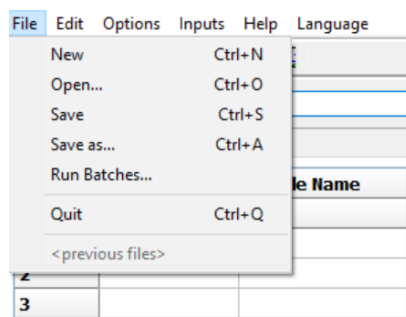 File Edit Options Inputs Help Language
New Ctrl+N
Open... Ctrl+O
Save Ctrl+S
Save as... Ctrl+A
Run Batches...
le Name
Quit Ctrl+Q
<previous files>
2
3